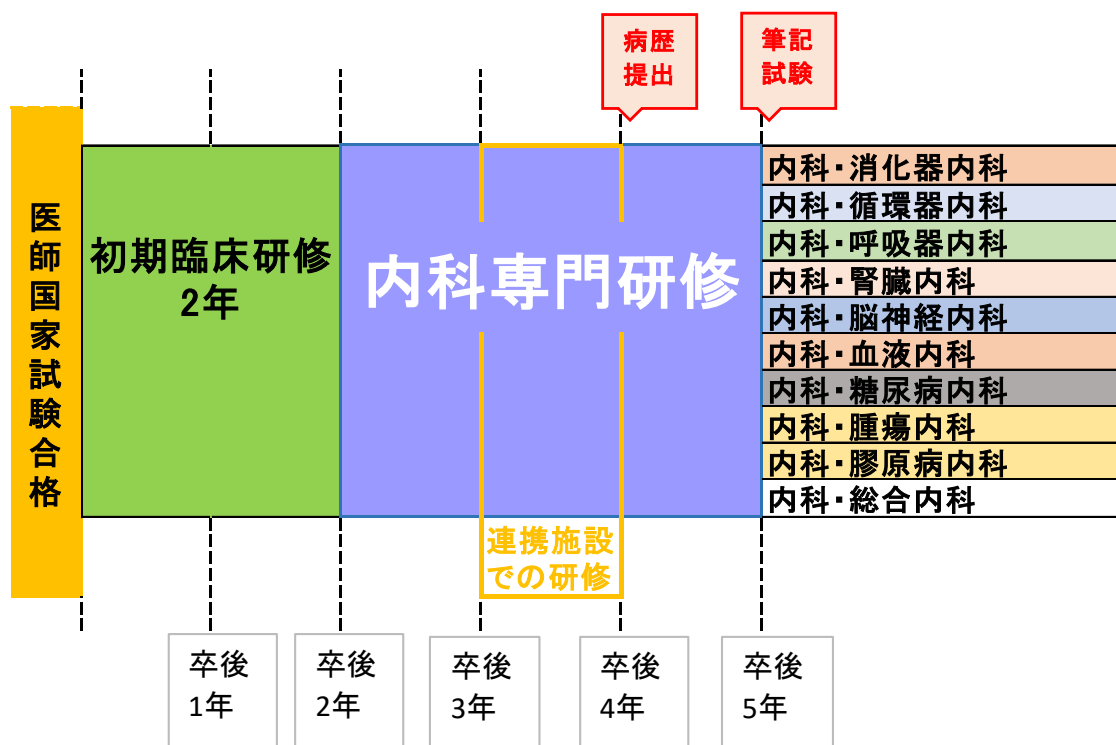 病歴
提出
筆記
試験
医師国家試験合格
初期臨床研修
2年
内科専門研修
内科・消化器内科
内科・循環器内科
内科・呼吸器内科
内科・腎臓内科
内科・脳神経内科
内科・血液内科
内科・糖尿病内科
内科・腫瘍内科
内科・膠原病内科
内科・総合内科
連携施設
での研修
卒後
1年
卒後
2年
卒後
3年
卒後
4年
卒後
5年